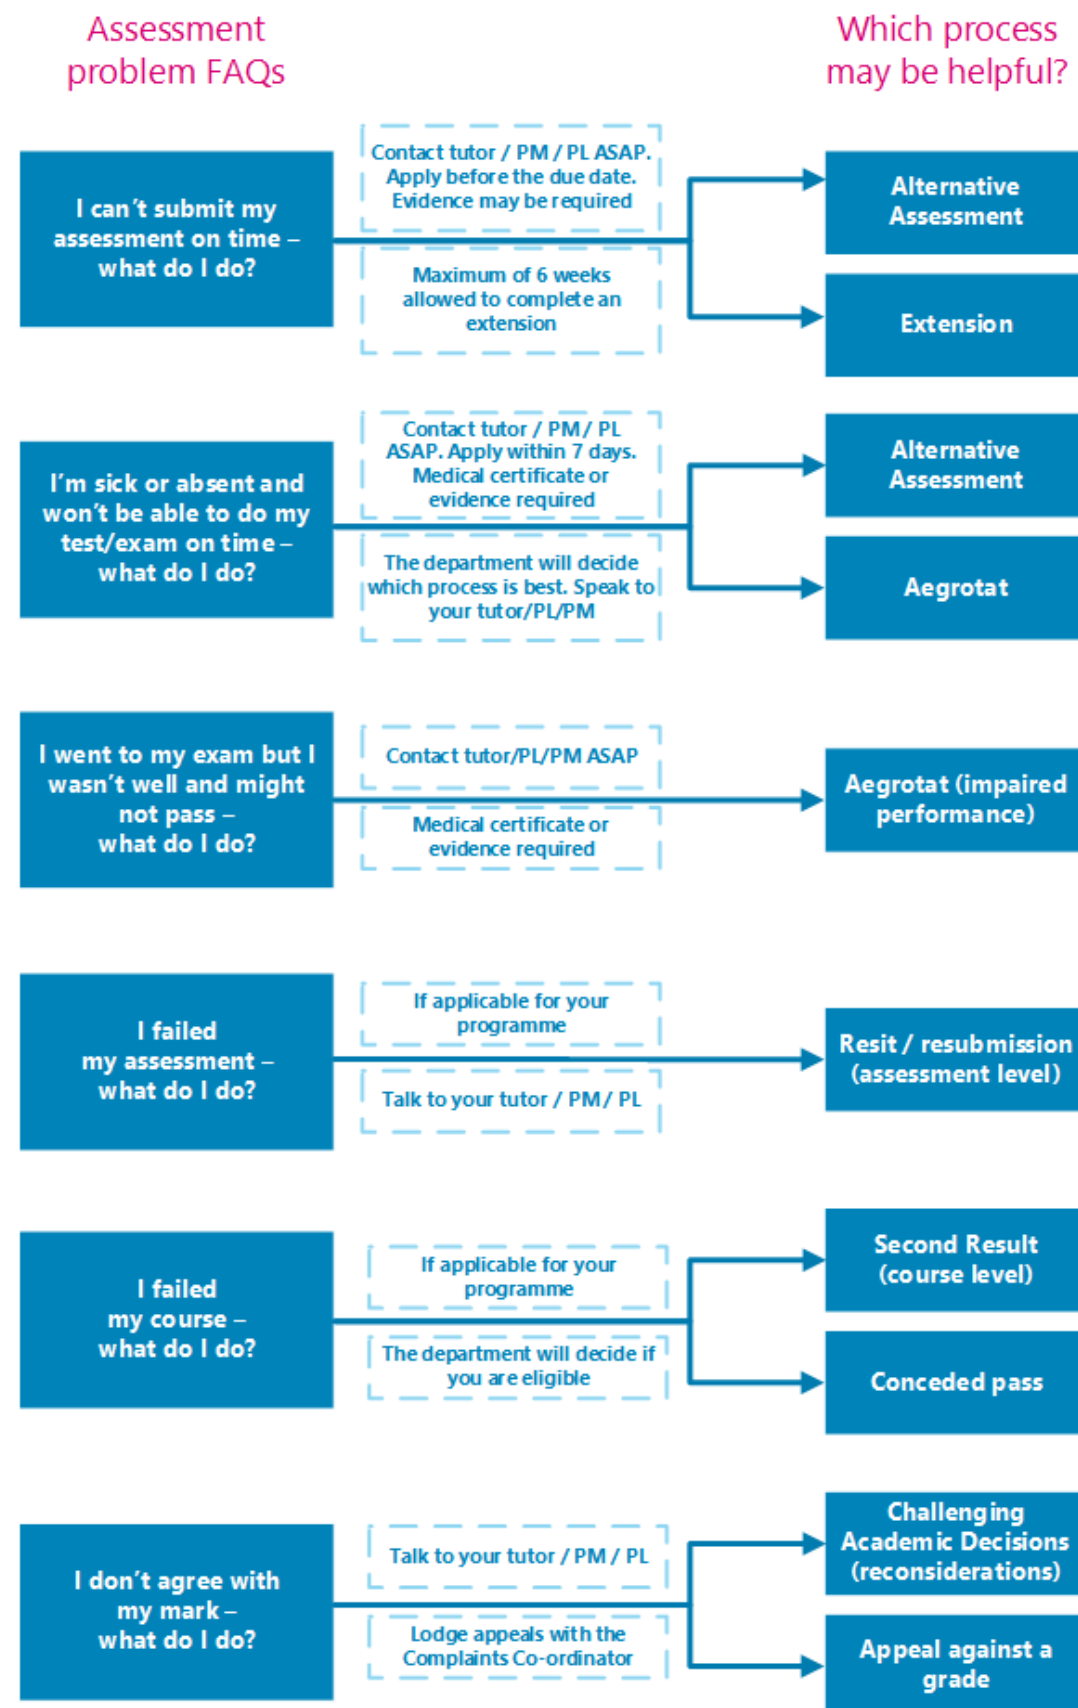 Assessment
problem FAQs
Which process
may be helpful?
I can't submit my
assessment on time –
what do I do?
Contact tutor / PM / PL ASAP.
Apply before the due date.
Evidence may be required
Maximum of 6 weeks
allowed to complete an
extension
Alternative
Assessment
Extension
I'm sick or absent and
won't be able to do my
test/exam on time –
what do I do?
Contact tutor / PM / PL
ASAP. Apply within 7 days.
Medical certificate or
evidence required
The department will decide
which process is best. Speak to
your tutor/PL/PM
Alternative
Assessment
Aegrotat
I went to my exam but I
wasn't well and might
not pass –
what do I do?
Contact tutor/PL/PM ASAP
Medical certificate or
evidence required
Aegrotat (impaired
performance)
I failed
my assessment –
what do I do?
If applicable for your
programme
Talk to your tutor / PM / PL
Resit / resubmission
(assessment level)
I failed
my course –
what do I do?
If applicable for your
programme
The department will decide if
you are eligible
Second Result
(course level)
Conceded pass
I don't agree with
my mark –
what do I do?
Talk to your tutor / PM / PL
Lodge appeals with the
Complaints Co-ordinator
Challenging
Academic Decisions
(reconsiderations)
Appeal against a
grade